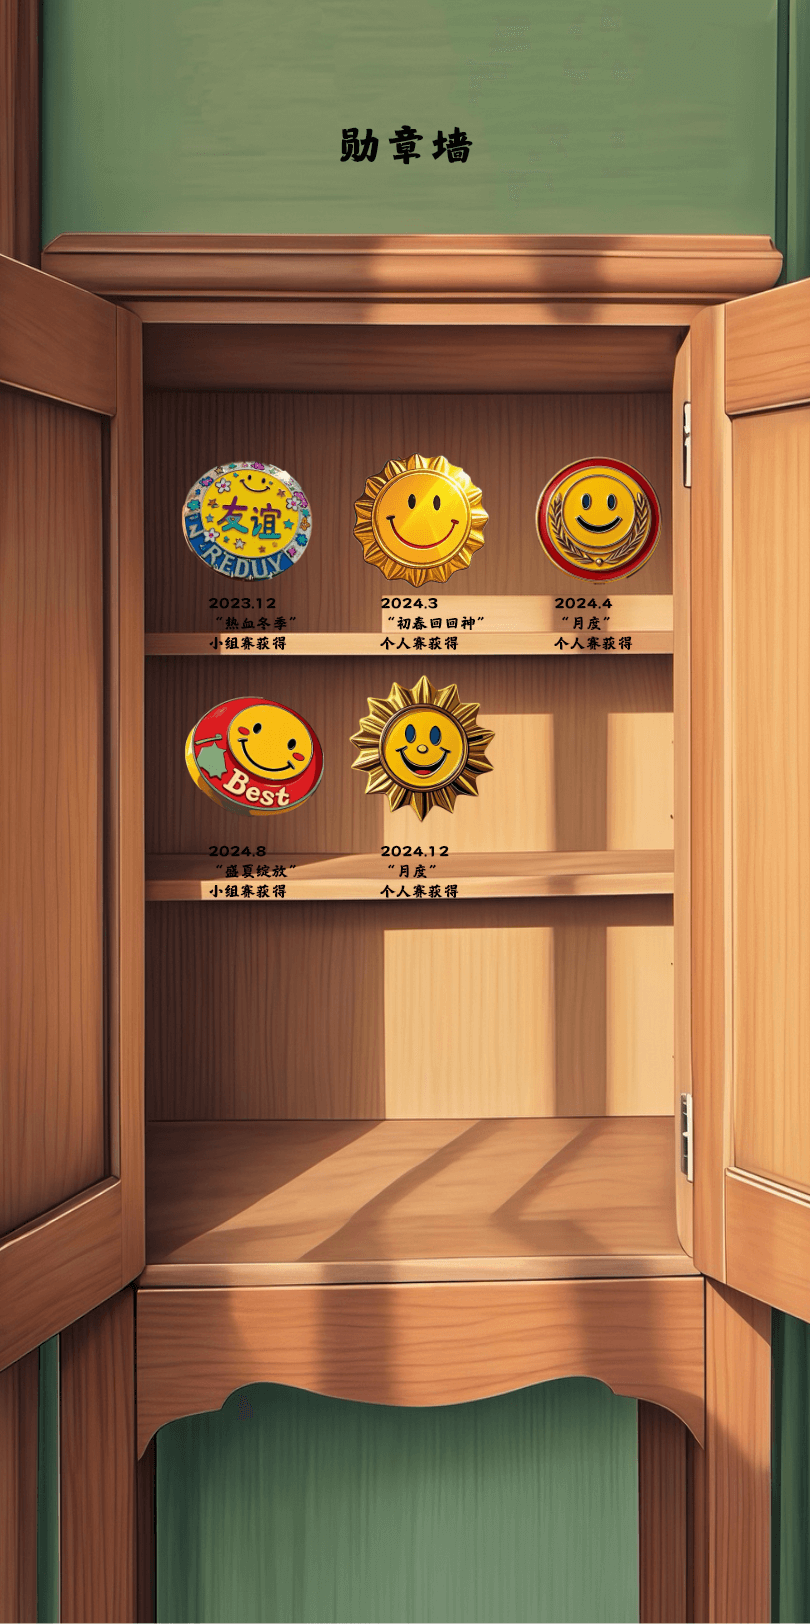 勋章墙
友谊
REDUY
2023.12
“热血冬季”
小组赛获得
2024.3
“初春回回神”
个人赛获得
2024.4
“月度”
个人赛获得
Best
2024.8
“盛夏绽放”
小组赛获得
2024.12
“月度”
个人赛获得